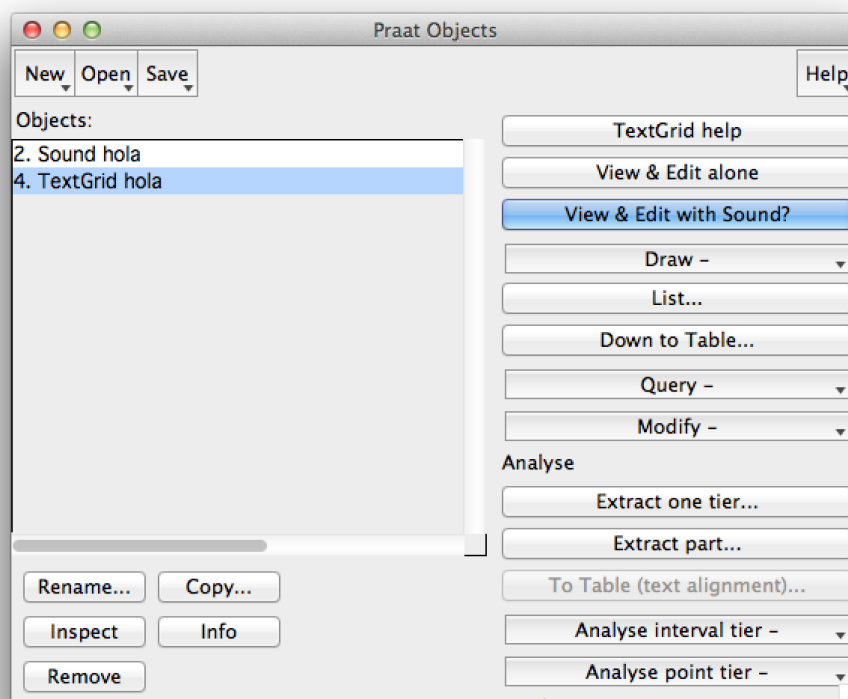 Praat Objects
New Open Save Help
Objects:
2. Sound hola
4. TextGrid hola
TextGrid help
View & Edit alone
View & Edit with Sound?
Draw –
List...
Down to Table...
Query –
Modify –
Analyse
Extract one tier...
Extract part...
To Table (text alignment)...
Analyse interval tier –
Analyse point tier –
Rename... Copy...
Inspect Info
Remove